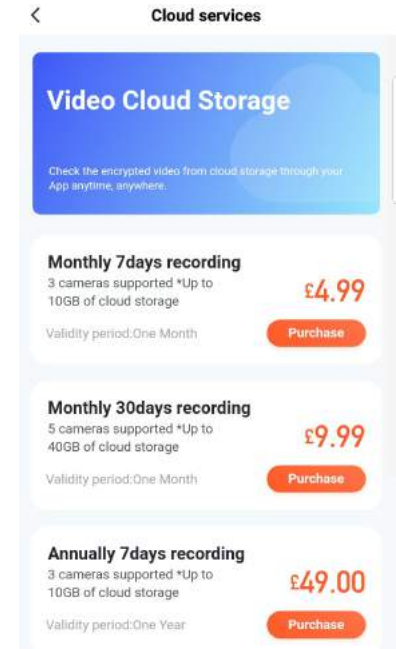 Cloud services
Video Cloud Storage
Check the encrypted video from cloud storage through your
App anytime, anywhere.
Monthly 7days recording
3 cameras supported *Up to
10GB of cloud storage
£4.99
Validity period:One Month
Purchase
Monthly 30days recording
5 cameras supported *Up to
40GB of cloud storage
£9.99
Validity period:One Month
Purchase
Annually 7days recording
3 cameras supported *Up to
10GB of cloud storage
£49.00
Validity period:One Year
Purchase